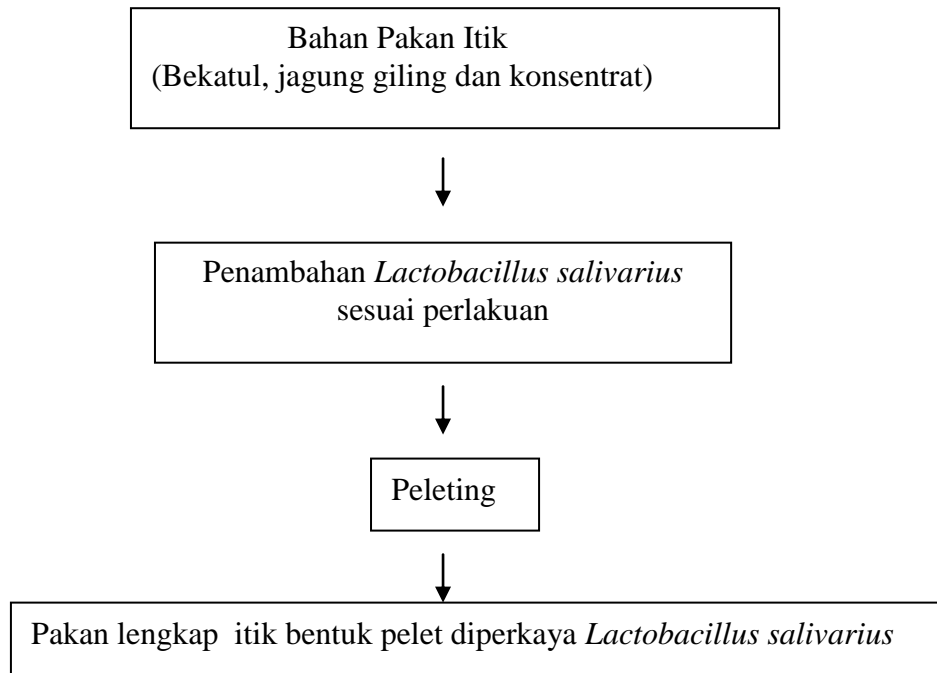 Bahan Pakan Itik
(Bekatul, jagung giling dan konsentrat)
Penambahan Lactobacillus salivarius
sesuai perlakuan
Peleting
Pakan lengkap  itik bentuk pelet diperkaya Lactobacillus salivarius